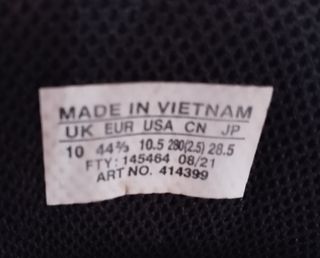 MADE IN VIETNAM
UK EUR USA CN JP
10 44⅔ 10.5 280(2.5) 28.5
FTY: 145464 08/21
ART NO. 414399